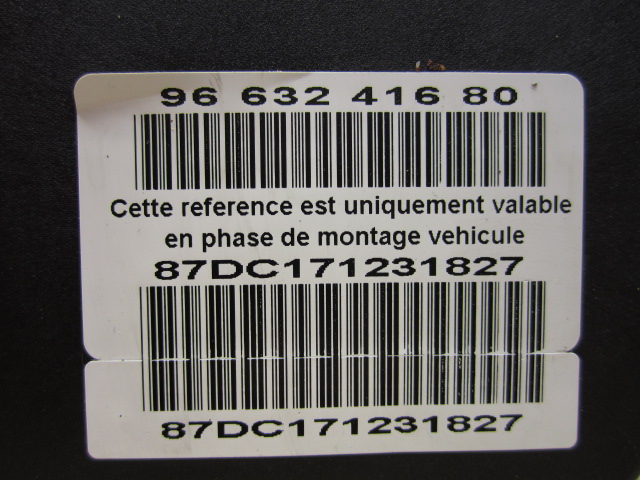 96 632 416 80
Cette reference est uniquement valable
en phase de montage vehicule
87DC171231827
87DC171231827